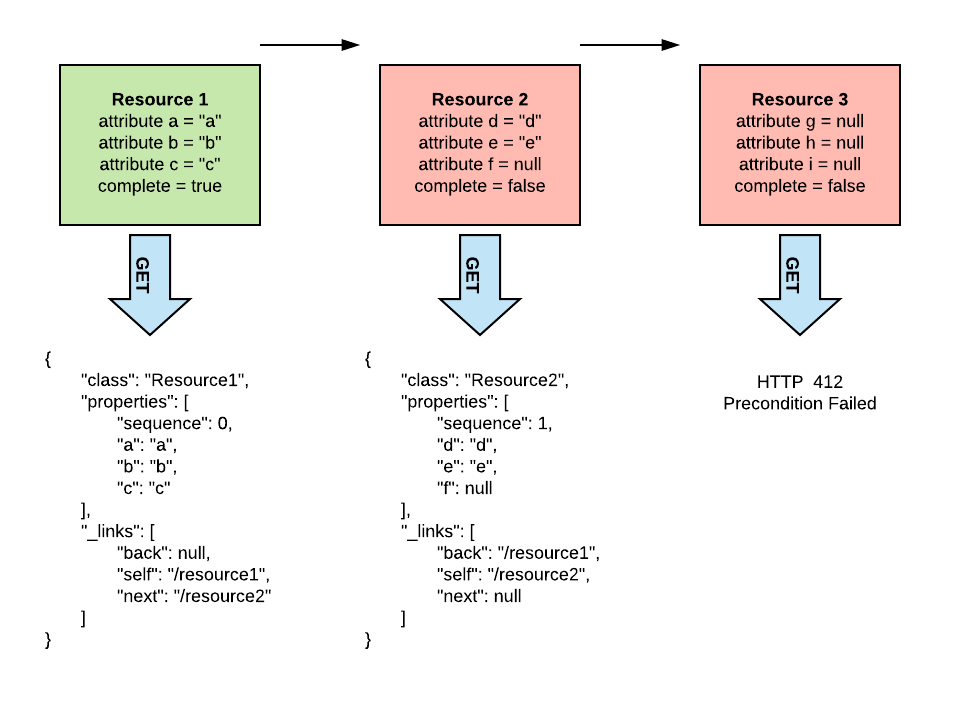 Resource 1
attribute a = "a"
attribute b = "b"
attribute c = "c"
complete = true
Resource 2
attribute d = "d"
attribute e = "e"
attribute f = null
complete = false
Resource 3
attribute g = null
attribute h = null
attribute i = null
complete = false
GET
GET
GET
{
"class": "Resource1",
"properties": [
"sequence": 0,
"a": "a",
"b": "b",
"c": "c"
],
"_links": [
"back": null,
"self": "/resource1",
"next": "/resource2"
]
}
{
"class": "Resource2",
"properties": [
"sequence": 1,
"d": "d",
"e": "e",
"f": null
],
"_links": [
"back": "/resource1",
"self": "/resource2",
"next": null
]
}
HTTP  412
Precondition Failed